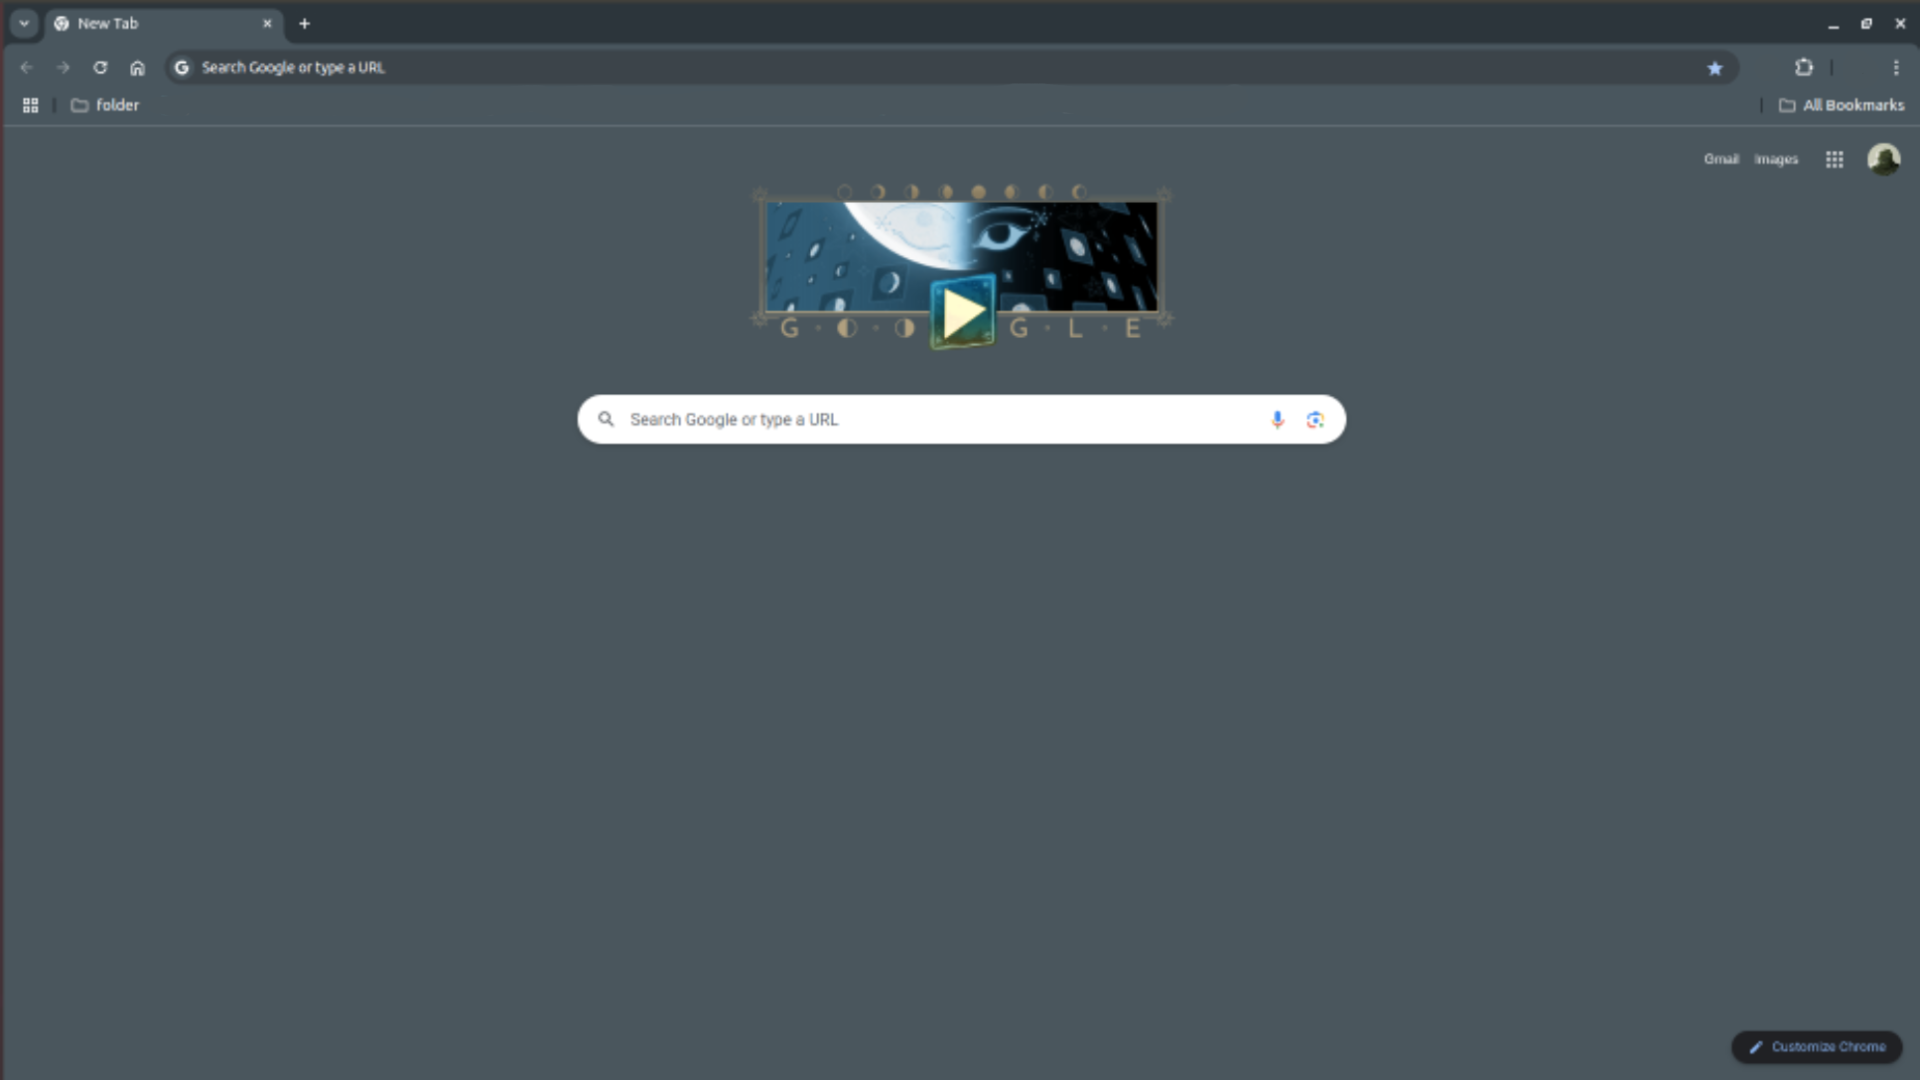 New Tab
Search Google or type a URL
folder
All Bookmarks
Gmail Images
G L E
Search Google or type a URL
Customize Chrome